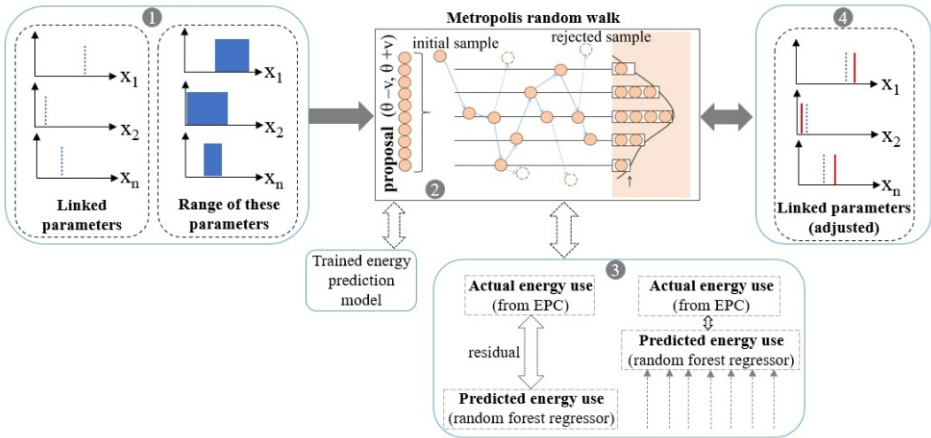 1
X1
X2
Xn
Linked
parameters
X1
X2
Xn
Range of these
parameters
Metropolis random walk
proposal (θ −v, θ +v)
initial sample
rejected sample
2
Trained energy
prediction
model
3
Actual energy use
(from EPC)
residual
Predicted energy use
(random forest regressor)
Actual energy use
(from EPC)
Predicted energy use
(random forest regressor)
4
X1
X2
Xn
Linked parameters
(adjusted)